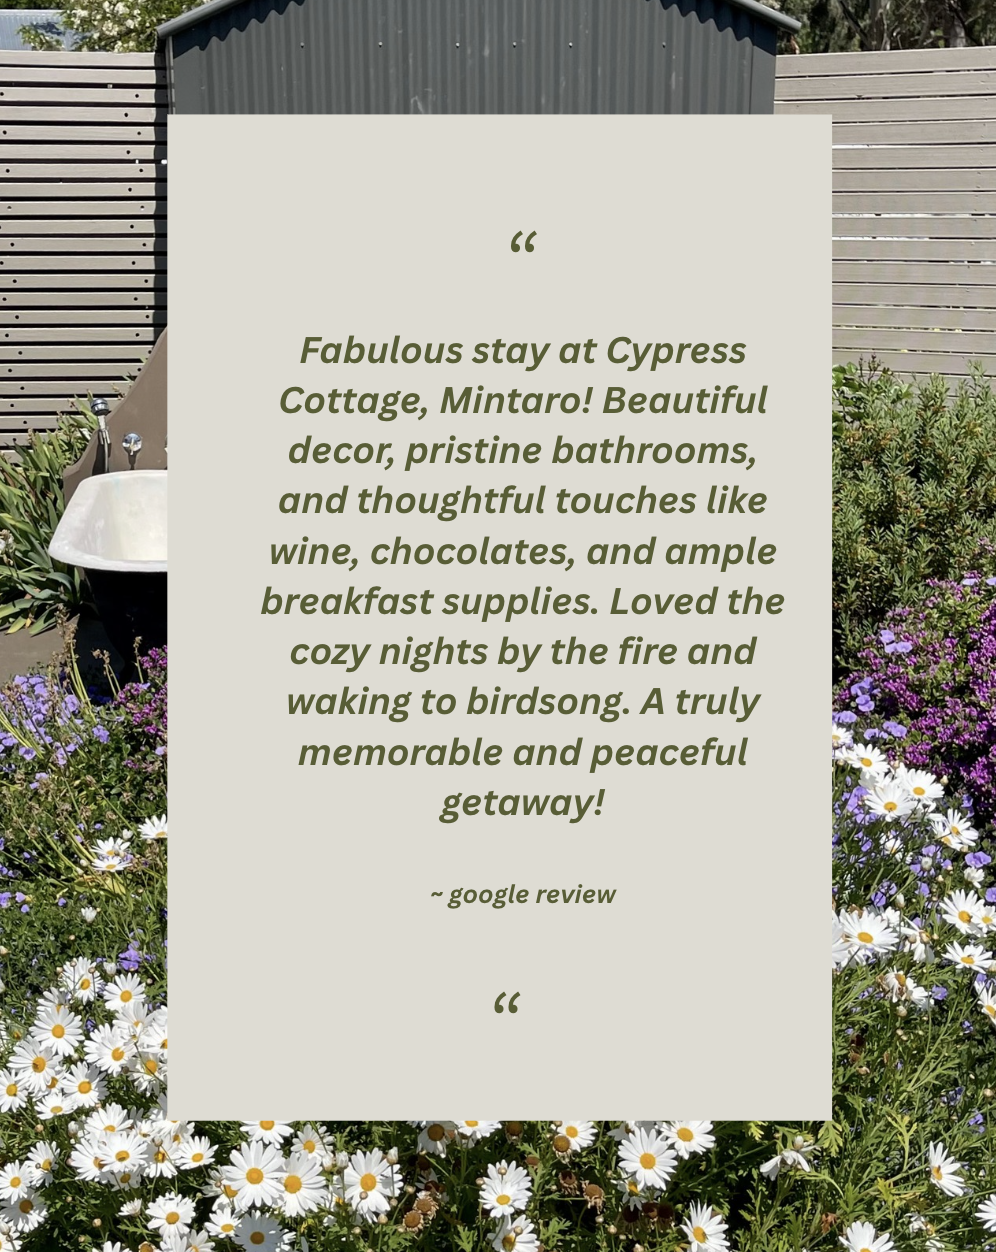 “
Fabulous stay at Cypress
Cottage, Mintaro! Beautiful
decor, pristine bathrooms,
and thoughtful touches like
wine, chocolates, and ample
breakfast supplies. Loved the
cozy nights by the fire and
waking to birdsong. A truly
memorable and peaceful
getaway!
~ google review
“